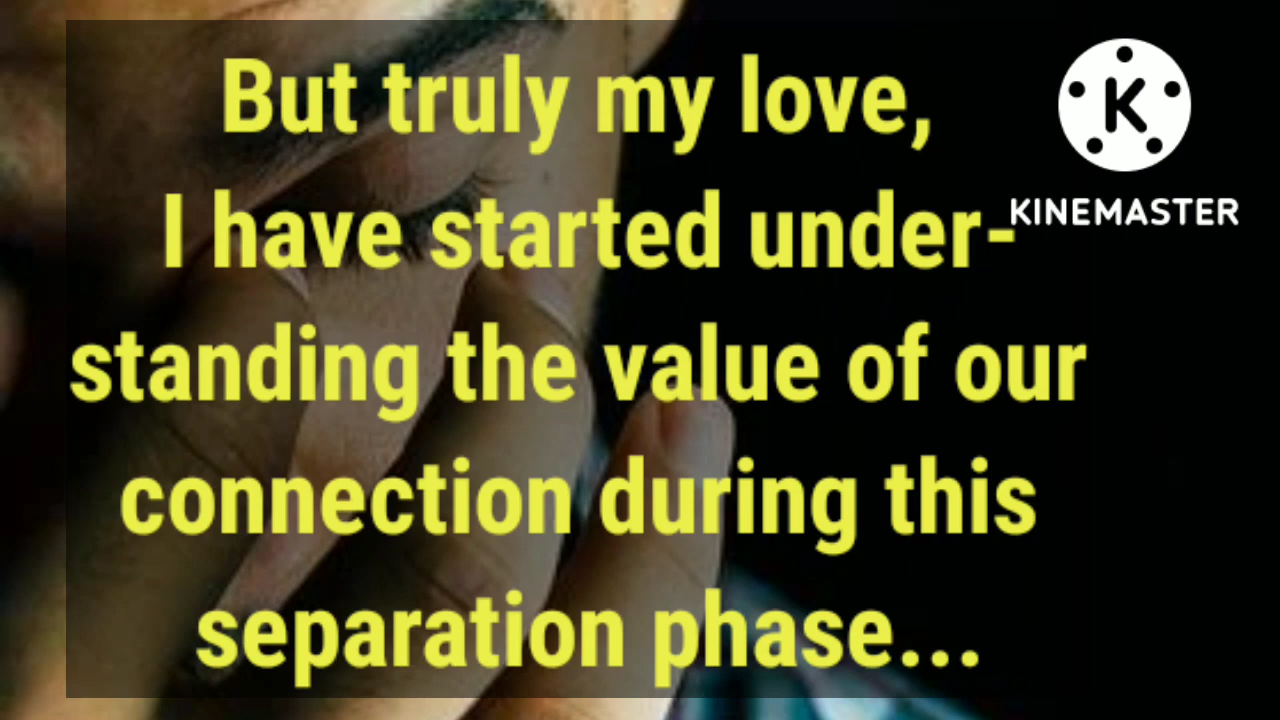 But truly my love,
I have started under-
standing the value of our
connection during this
separation phase...
K
KINEMASTER